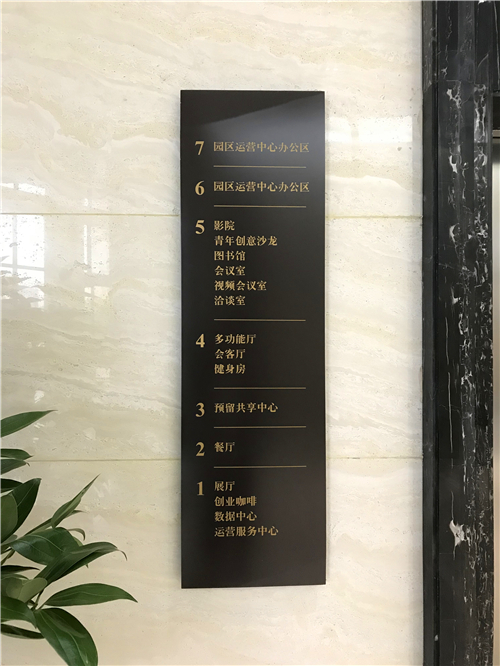 7 园区运营中心办公区
6 园区运营中心办公区
5 影院
青年创意沙龙
图书馆
会议室
视频会议室
洽谈室
4 多功能厅
会客厅
健身房
3 预留共享中心
2 餐厅
1 展厅
创业咖啡
数据中心
运营服务中心